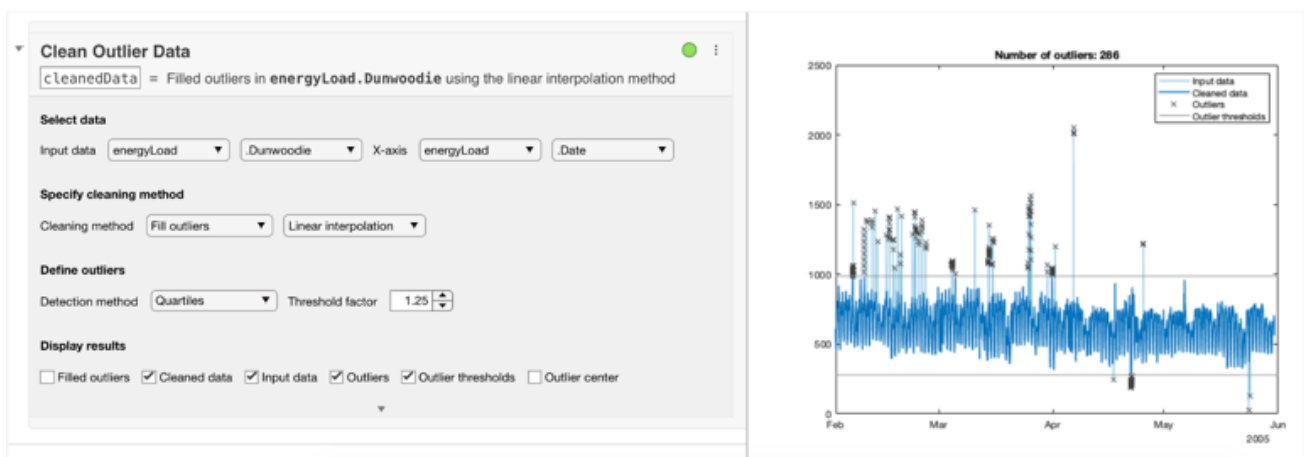 Clean Outlier Data
cleanedData = Filled outliers in energyLoad.Dunwoodie using the linear interpolation method
Select data
Input data energyLoad .Dunwoodie X-axis energyLoad .Date
Specify cleaning method
Cleaning method Fill outliers Linear interpolation
Define outliers
Detection method Quartiles Threshold factor 1.25
Display results
Filled outliers Cleaned data Input data Outliers Outlier thresholds Outlier center
Number of outliers: 286
2500
2000
1500
1000
500
0
Input data
Cleaned data
Outliers
Outlier thresholds
Feb Mar Apr May Jun
2005